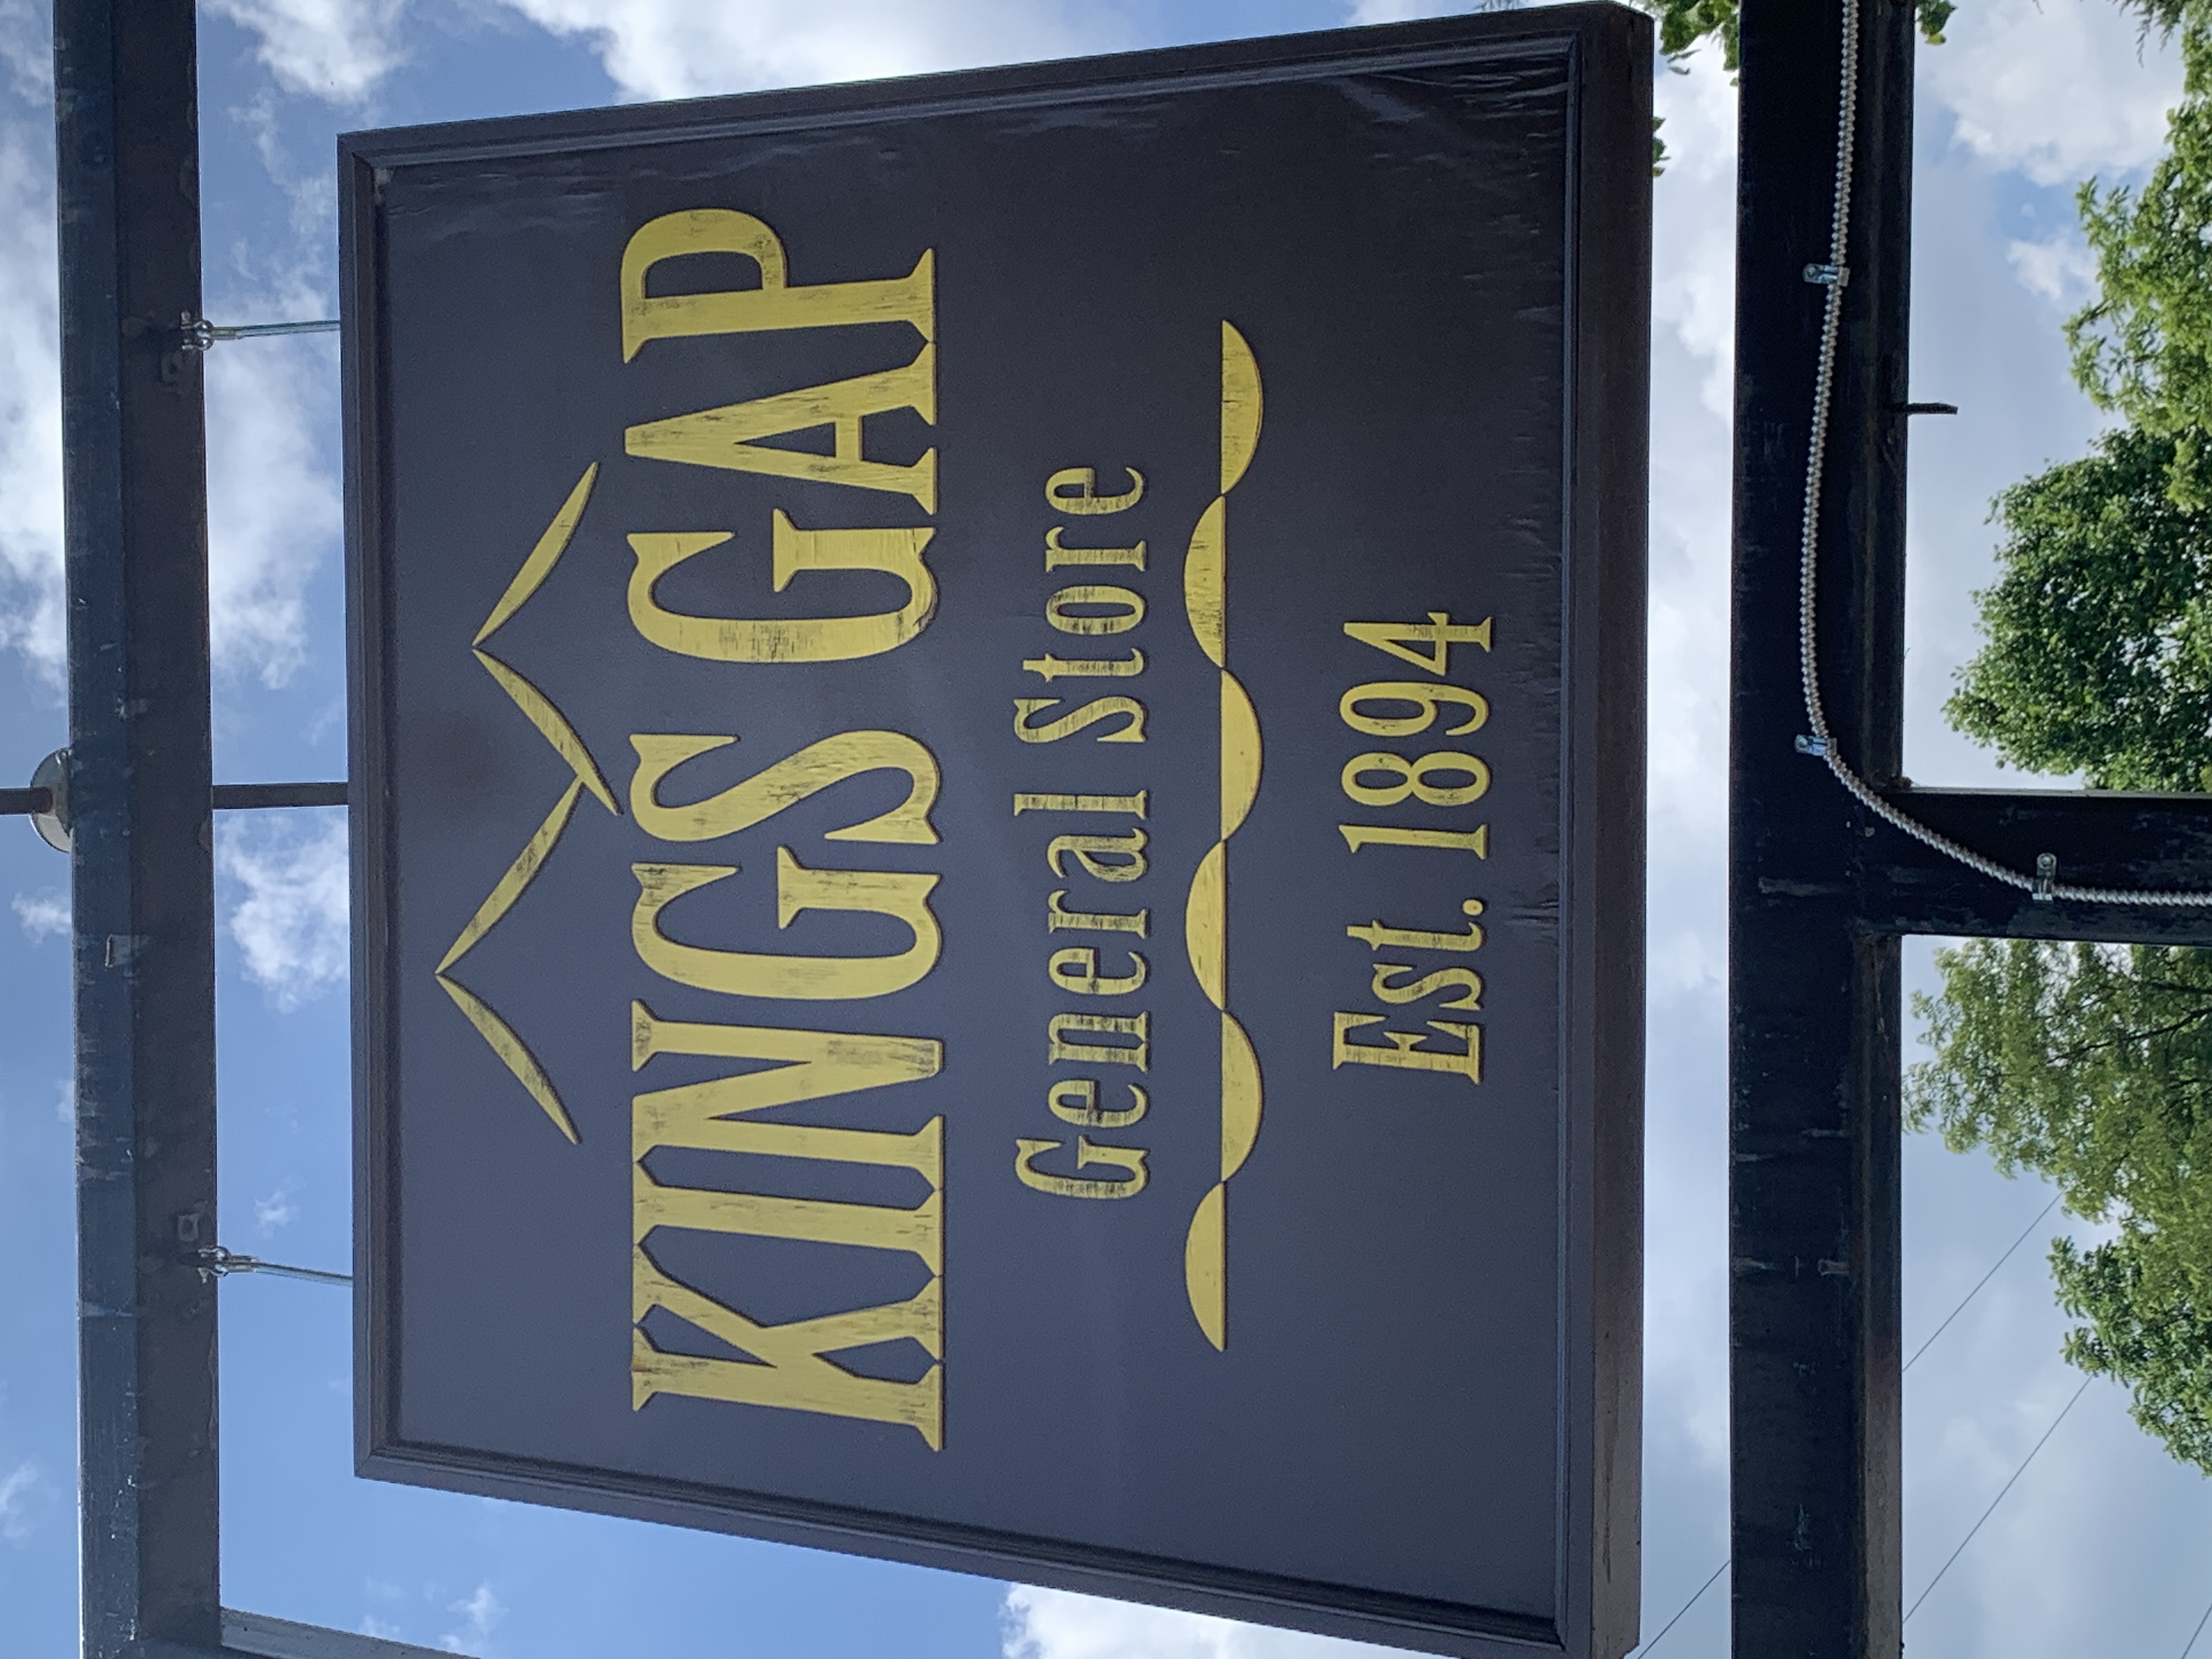 KINGS GAP
General Store
Est. 1894